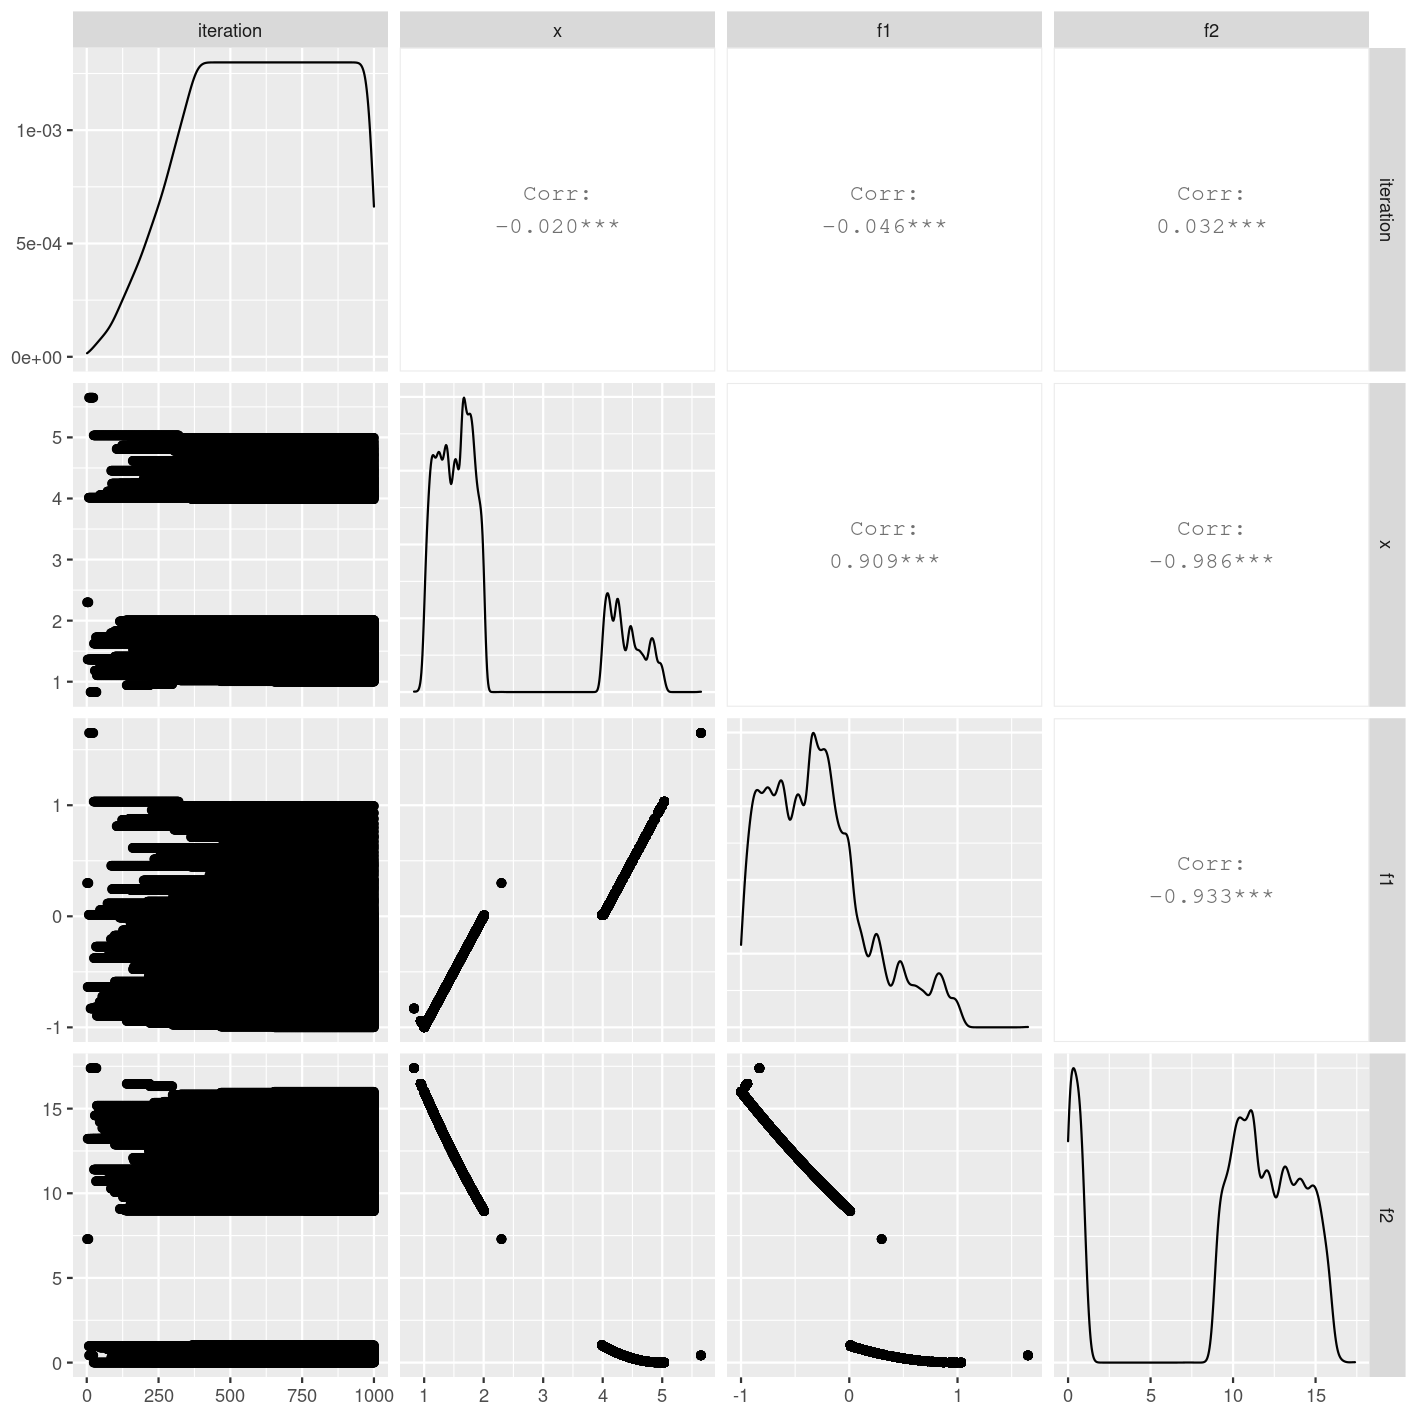 iteration
x
f1
f2
1e-03
5e-04
0e+00
Corr:
-0.020***
Corr:
-0.046***
Corr:
0.032***
iteration
5
4
3
2
1
Corr:
0.909***
Corr:
-0.986***
x
1
0
-1
Corr:
-0.933***
f1
15
10
5
0
f2
0 250 500 750 1000
1 2 3 4 5
-1 0 1
0 5 10 15